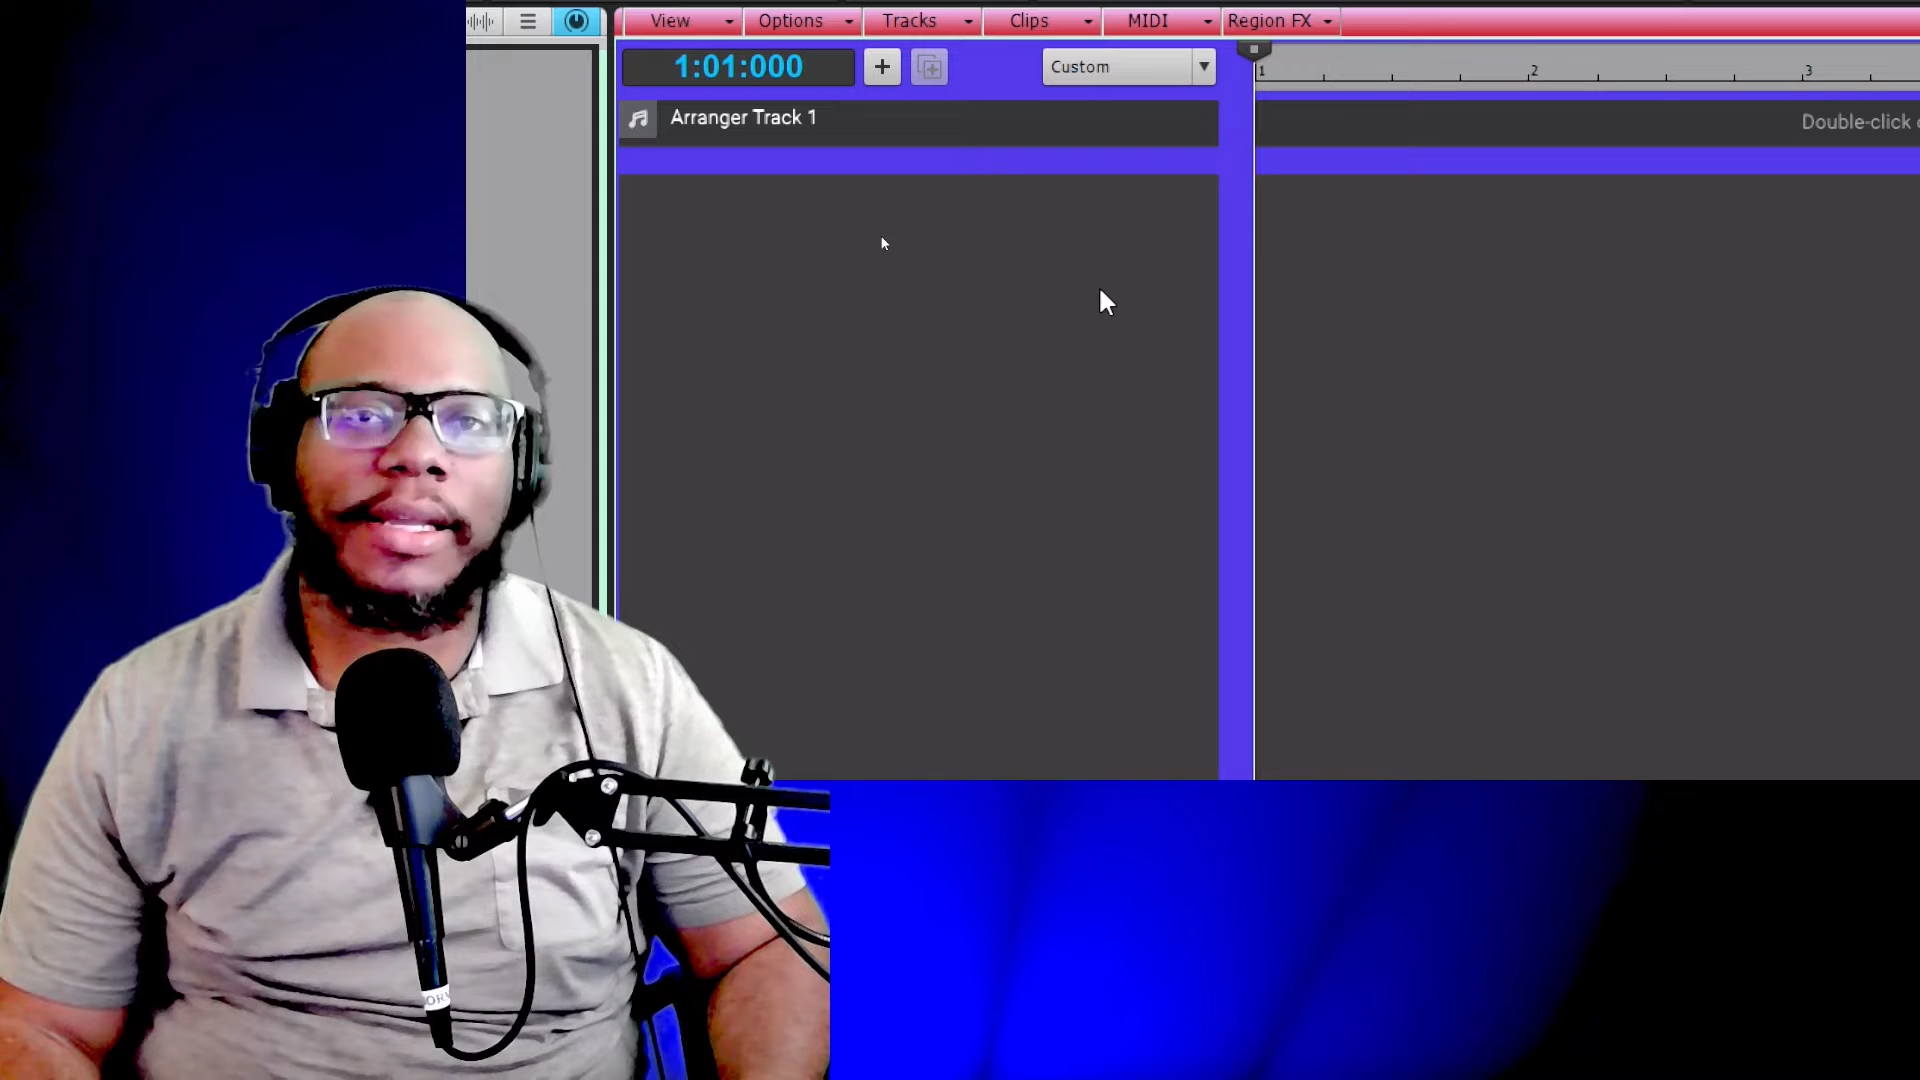 View Options Tracks Clips MIDI Region FX
1:01:000 + Custom 1 2 3
Arranger Track 1 Double-click